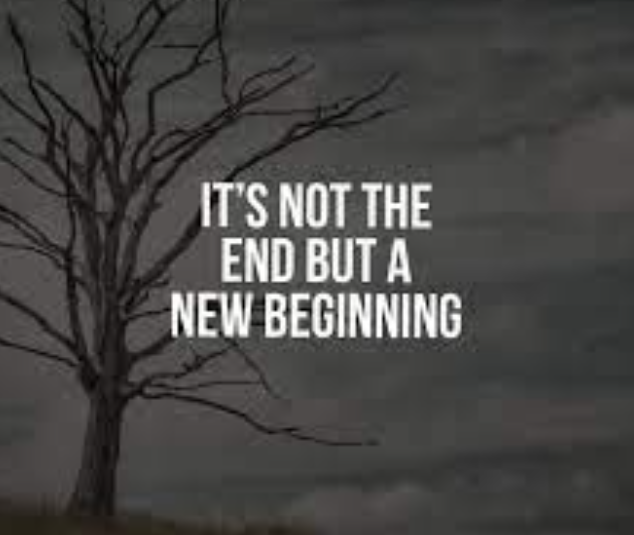 IT'S NOT THE
END BUT A
NEW BEGINNING